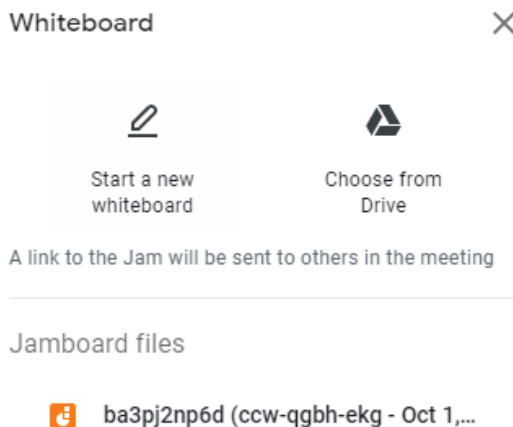 Whiteboard
Start a new
whiteboard
Choose from
Drive
A link to the Jam will be sent to others in the meeting
Jamboard files
ba3pj2np6d (ccw-qgbh-ekg - Oct 1,...